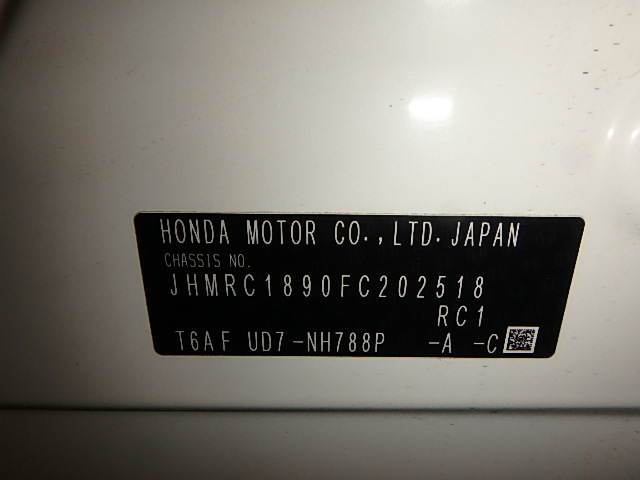 HONDA MOTOR CO.,LTD.JAPAN
CHASSIS NO.
JHMRC1890FC202518
RC1
T6AF UD7-NH788P -A -C